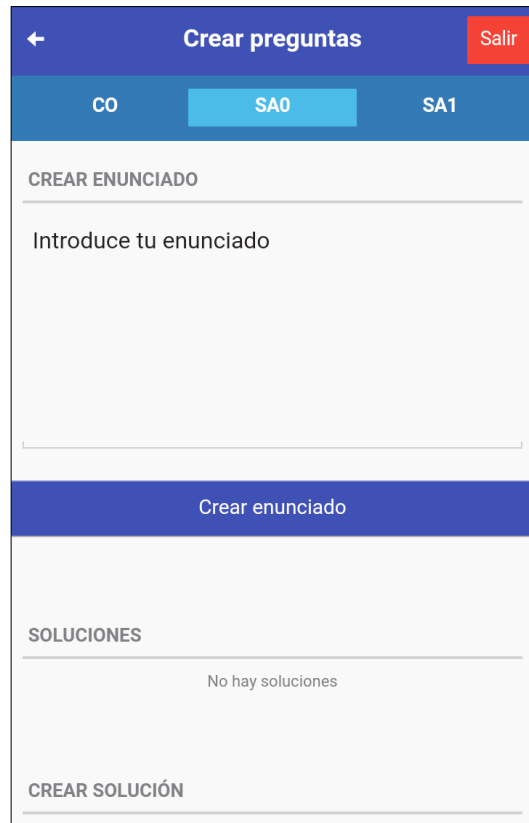 Crear preguntas Salir
CO SA0 SA1
CREAR ENUNCIADO
Introduce tu enunciado
Crear enunciado
SOLUCIONES
No hay soluciones
CREAR SOLUCIÓN